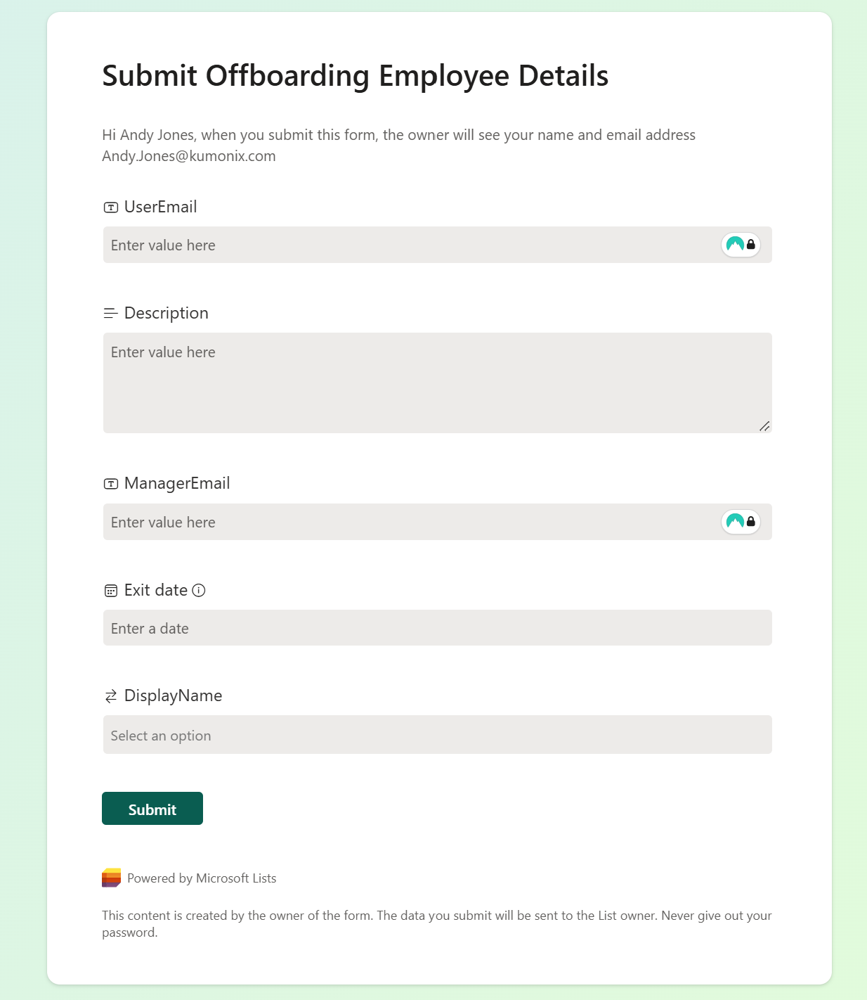 Submit Offboarding Employee Details
Hi Andy Jones, when you submit this form, the owner will see your name and email address
Andy.Jones@kumonix.com
UserEmail
Enter value here
Description
Enter value here
ManagerEmail
Enter value here
Exit date
Enter a date
DisplayName
Select an option
Submit
Powered by Microsoft Lists
This content is created by the owner of the form. The data you submit will be sent to the List owner. Never give out your
password.